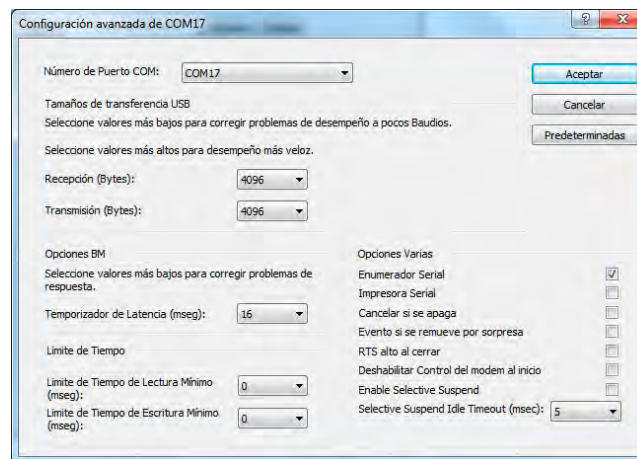 Configuración avanzada de COM17
Número de Puerto COM: COM17
Aceptar
Tamaños de transferencia USB
Cancelar
Seleccione valores más bajos para corregir problemas de desempeño a pocos Baudios.
Predeterminadas
Seleccione valores más altos para desempeño más veloz.
Recepción (Bytes): 4096
Transmisión (Bytes): 4096
Opciones BM
Seleccione valores más bajos para corregir problemas de
respuesta.
Temporizador de Latencia (mseg): 16
Limite de Tiempo
Limite de Tiempo de Lectura Mínimo
(mseg): 0
Limite de Tiempo de Escritura Mínimo
(mseg): 0
Opciones Varias
Enumerador Serial
Impresora Serial
Cancelar si se apaga
Evento si se remueve por sorpresa
RTS alto al cerrar
Deshabilitar Control del modem al inicio
Enable Selective Suspend
Selective Suspend Idle Timeout (msec): 5